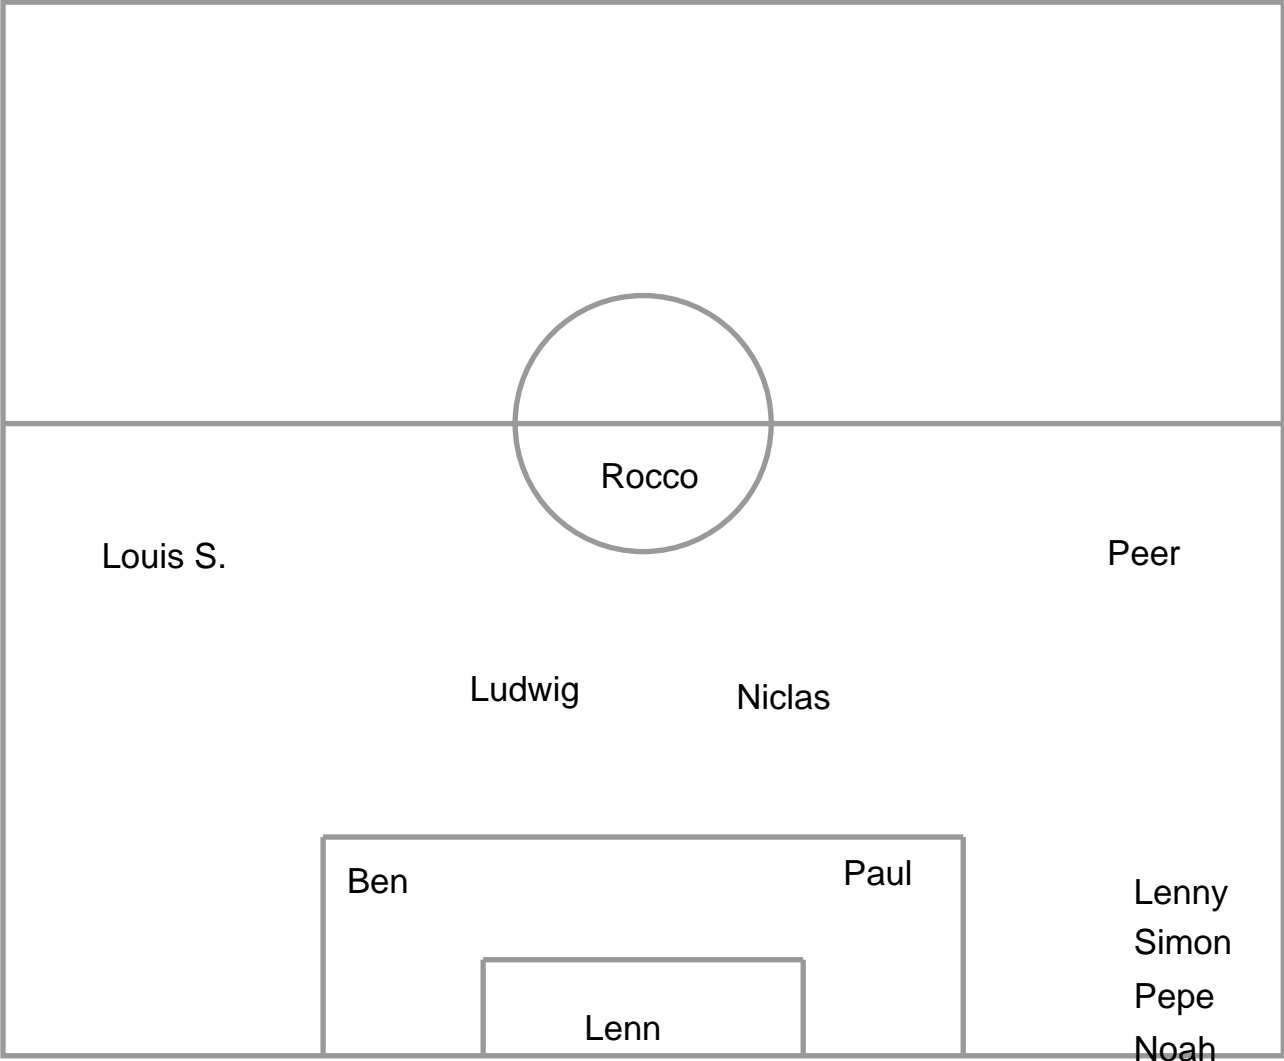 Rocco
Louis S.
Peer
Ludwig
Niclas
Ben
Paul
Lenny
Simon
Pepe
Lenn
Noah